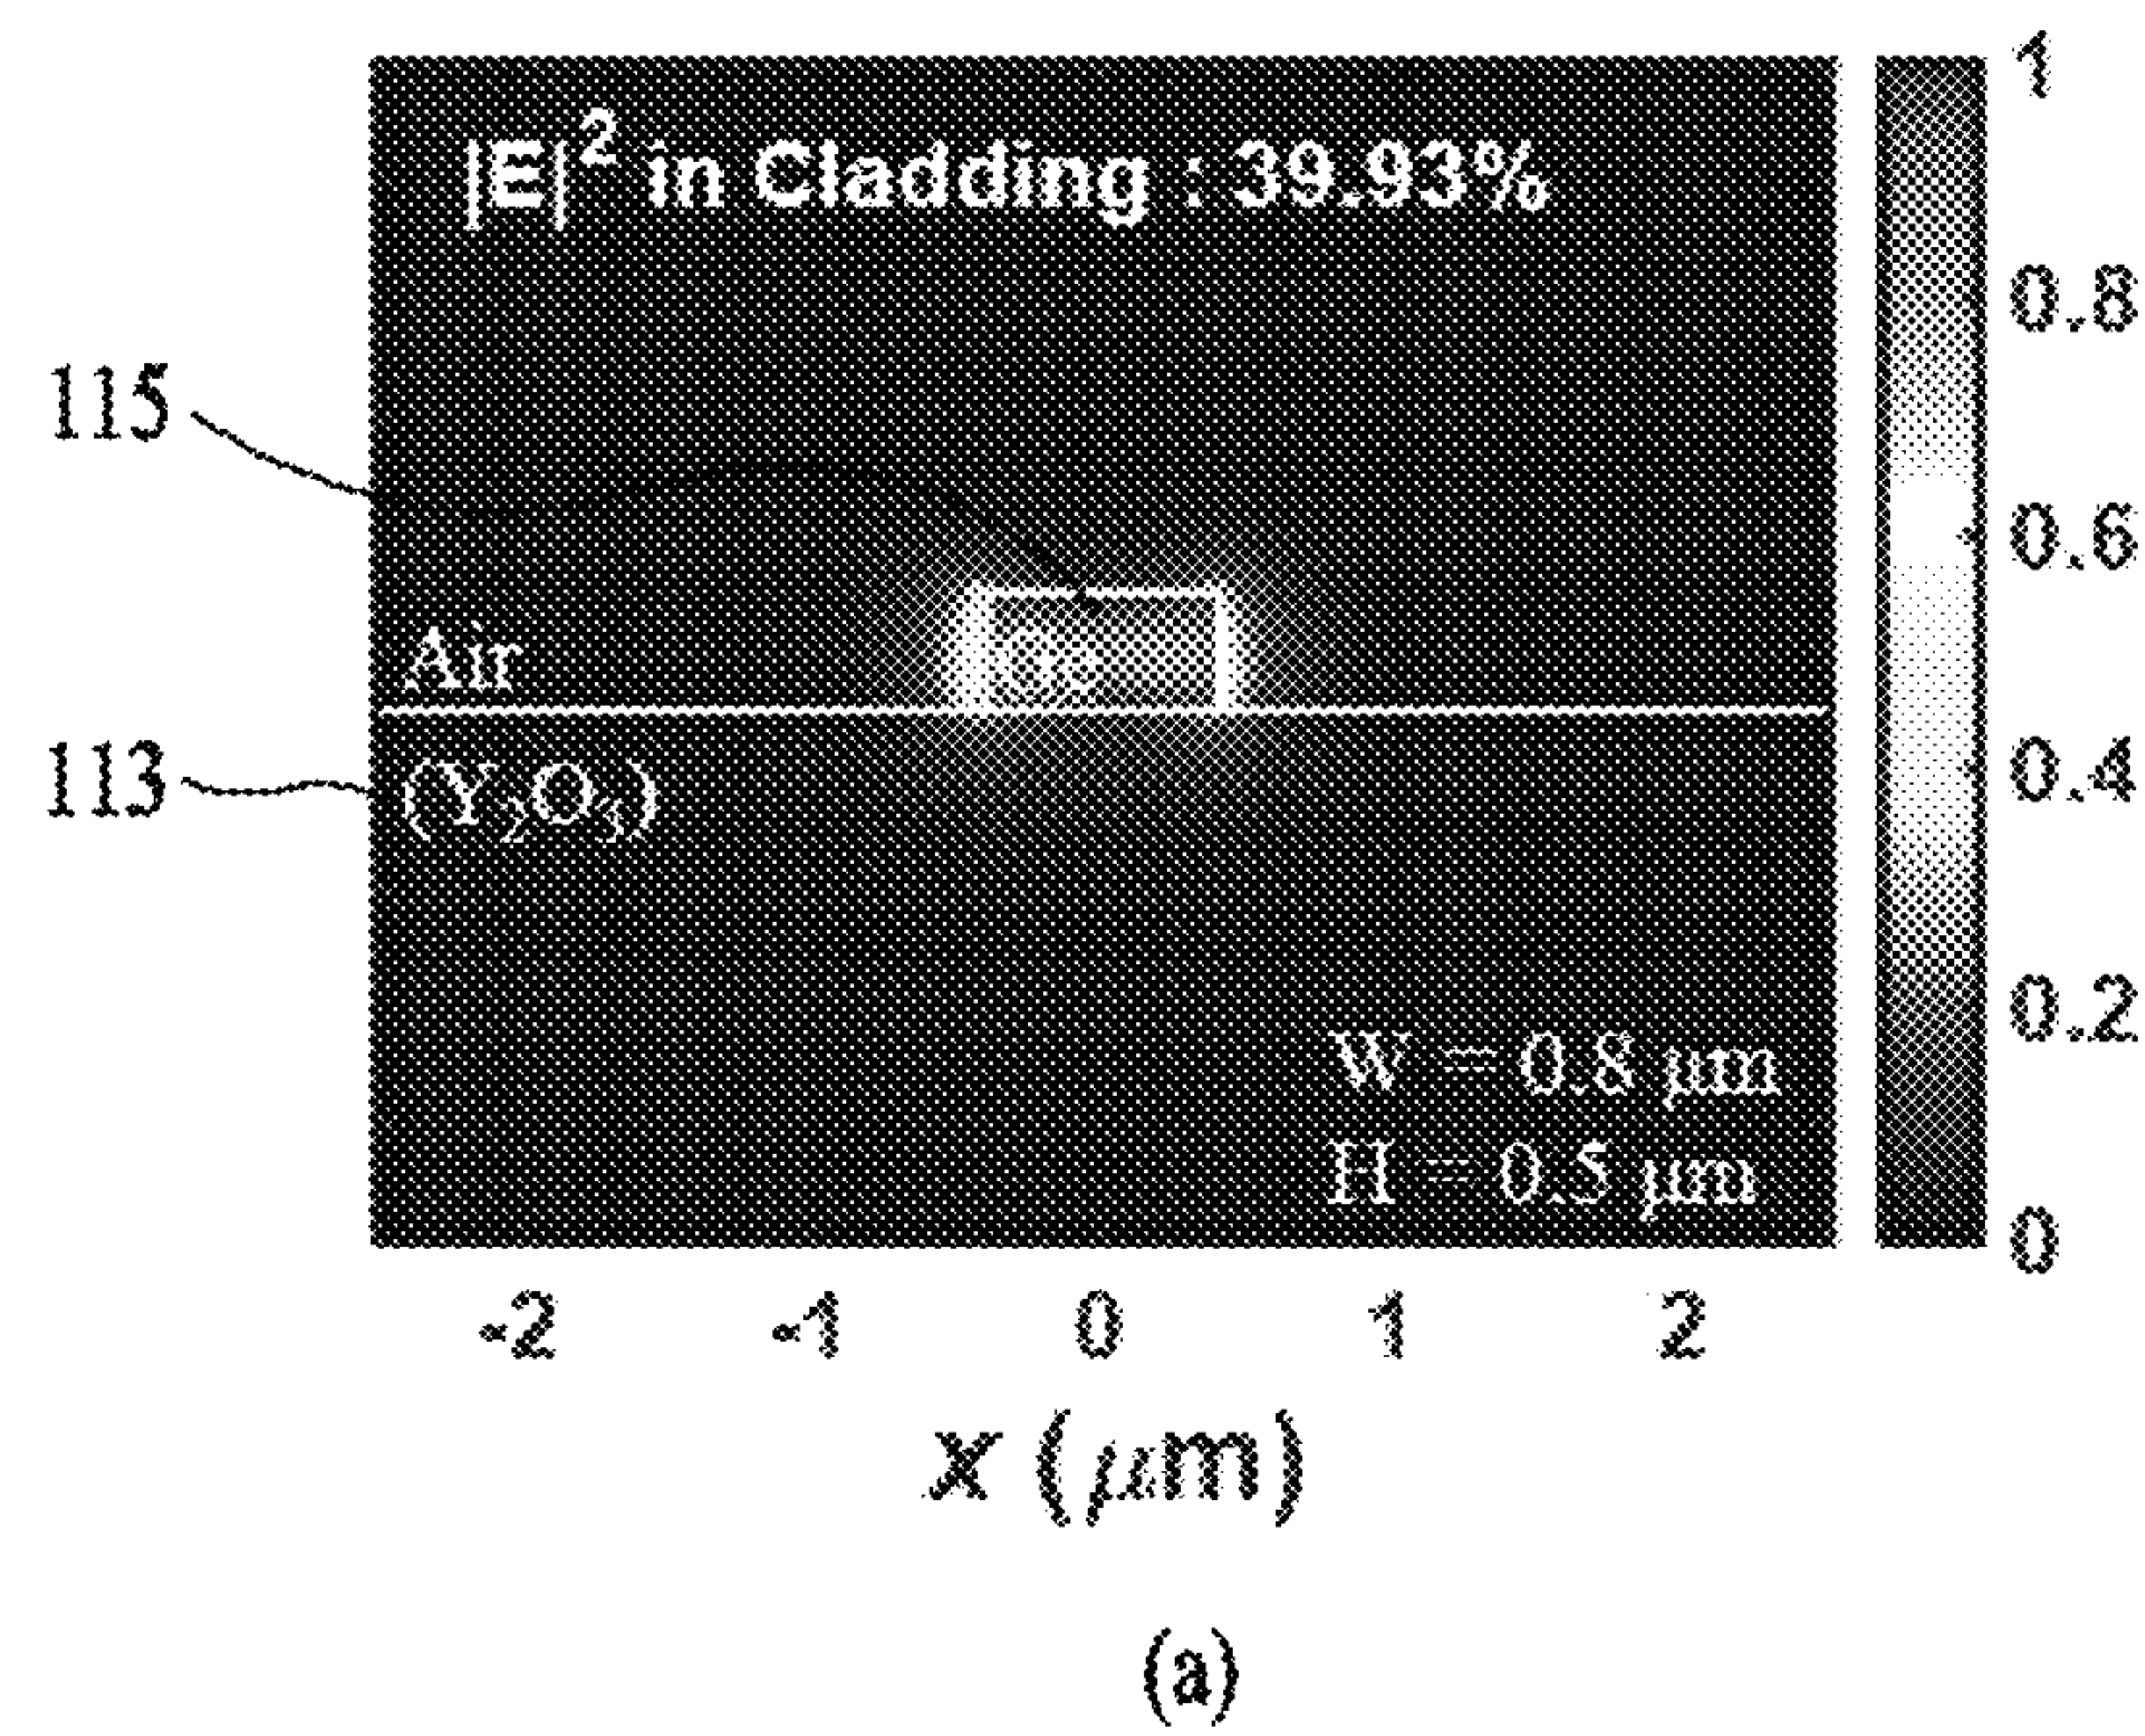 |E|² in Cladding : 39.93%
1
0.8
115
0.6
Air
113
(Y₂O₃)
0.4
0.2
W = 0.8 μm
H = 0.5 μm
0
-2 -1 0 1 2
x (μm)
(a)